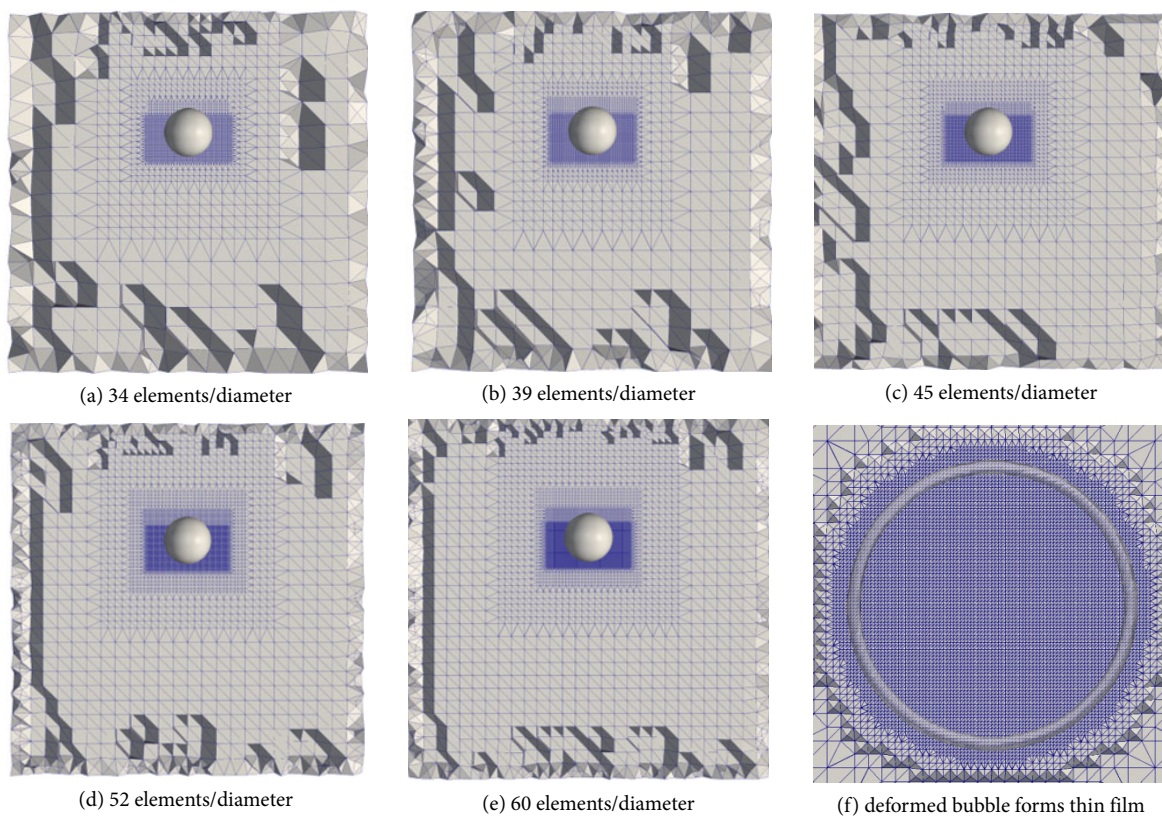 (a) 34 elements/diameter
(b) 39 elements/diameter
(c) 45 elements/diameter
(d) 52 elements/diameter
(e) 60 elements/diameter
(f) deformed bubble forms thin film